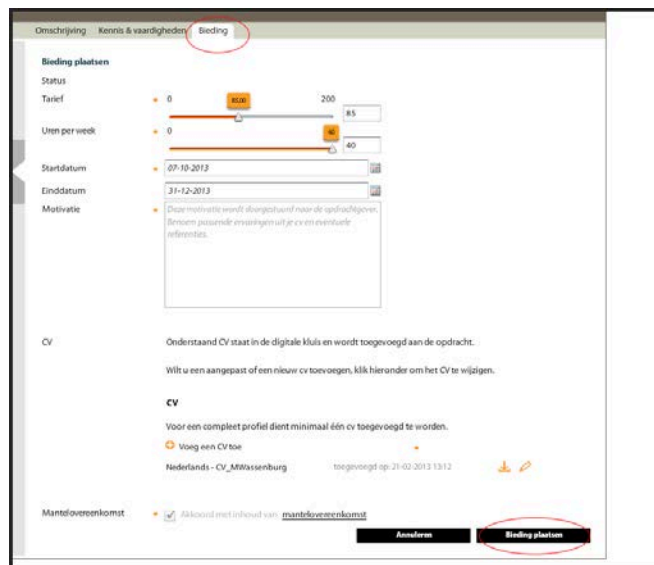 Omschrijving Kennis & vaardigheden Bieding
Bieding plaatsen
Status
Tarief 0 85,00 200
85
Uren per week 0 40
40
Startdatum 07-10-2013
Einddatum 31-12-2013
Motivatie Deze motivatie wordt doorgestuurd naar de opdrachtgever.
Benoem passende ervaringen uit je cv en eventuele
referenties.
CV Onderstaand CV staat in de digitale kluis en wordt toegevoegd aan de opdracht.
Wilt u een aangepast of een nieuw cv toevoegen, klik hieronder om het CV te wijzigen.
CV
Voor een compleet profiel dient minimaal één cv toegevoegd te worden.
Voeg een CV toe
Nederlands - CV_MWassenburg toegevoegd op: 21-02-2013 13:12
Mantelovereenkomst Akkoord met inhoud van mantelovereenkomst
Annuleren Bieding plaatsen